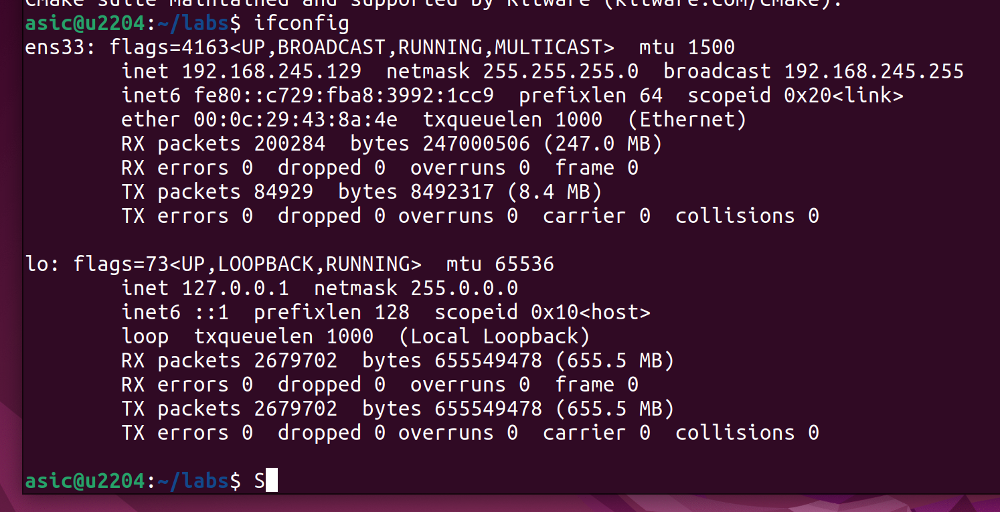 CMake suite maintained and supported by Kitware (kitware.com/cmake).
asic@u2204:~/labs$ ifconfig
ens33: flags=4163<UP,BROADCAST,RUNNING,MULTICAST>  mtu 1500
        inet 192.168.245.129  netmask 255.255.255.0  broadcast 192.168.245.255
        inet6 fe80::c729:fba8:3992:1cc9  prefixlen 64  scopeid 0x20<link>
        ether 00:0c:29:43:8a:4e  txqueuelen 1000  (Ethernet)
        RX packets 200284  bytes 247000506 (247.0 MB)
        RX errors 0  dropped 0  overruns 0  frame 0
        TX packets 84929  bytes 8492317 (8.4 MB)
        TX errors 0  dropped 0 overruns 0  carrier 0  collisions 0

lo: flags=73<UP,LOOPBACK,RUNNING>  mtu 65536
        inet 127.0.0.1  netmask 255.0.0.0
        inet6 ::1  prefixlen 128  scopeid 0x10<host>
        loop  txqueuelen 1000  (Local Loopback)
        RX packets 2679702  bytes 655549478 (655.5 MB)
        RX errors 0  dropped 0  overruns 0  frame 0
        TX packets 2679702  bytes 655549478 (655.5 MB)
        TX errors 0  dropped 0 overruns 0  carrier 0  collisions 0

asic@u2204:~/labs$ S